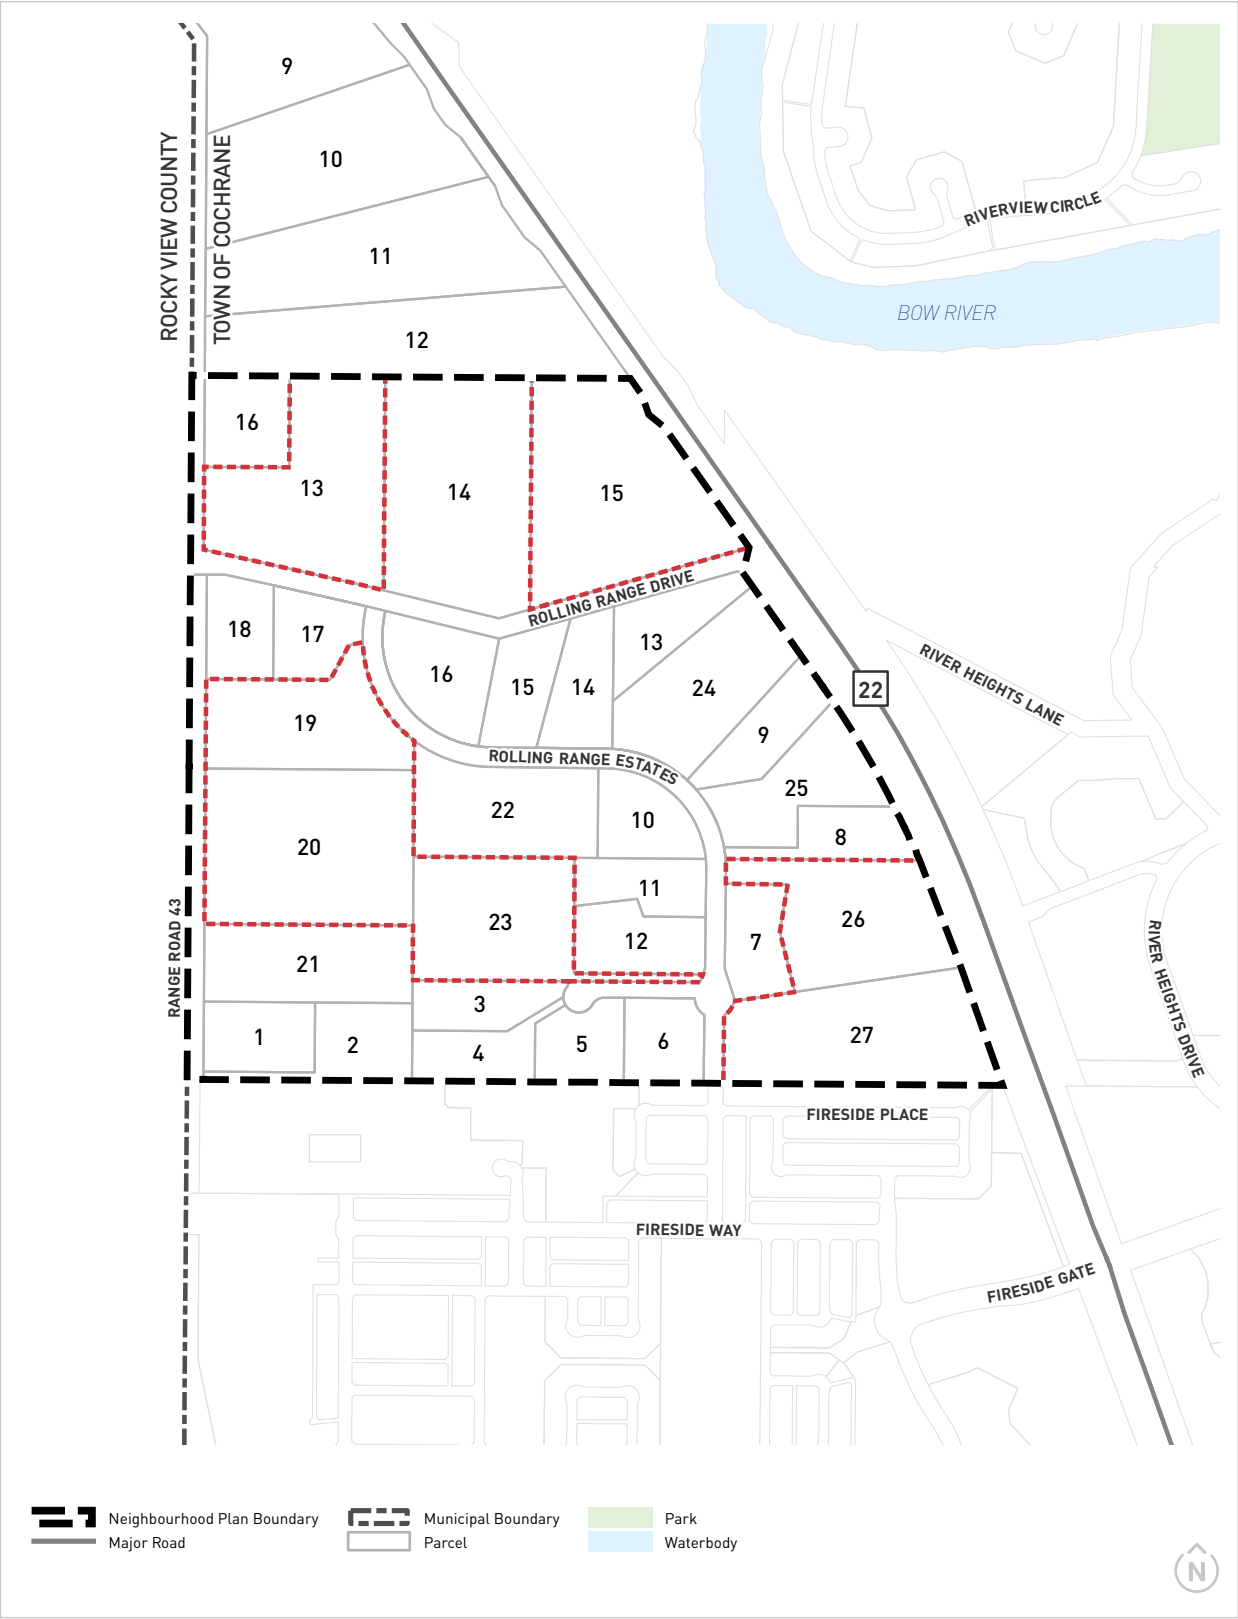 9
10
11
12
ROCKY VIEW COUNTY
TOWN OF COCHRANE
RIVERVIEW CIRCLE
BOW RIVER
16
13
14
15
ROLLING RANGE DRIVE
18
17
16
15
14
13
24
9
22
RIVER HEIGHTS LANE
19
ROLLING RANGE ESTATES
25
22
10
8
20
11
26
23
12
7
RANGE ROAD 43
21
RIVER HEIGHTS DRIVE
3
1
2
4
5
6
27
FIRESIDE PLACE
FIRESIDE WAY
FIRESIDE GATE
Neighbourhood Plan Boundary
Municipal Boundary
Park
Major Road
Parcel
Waterbody
N